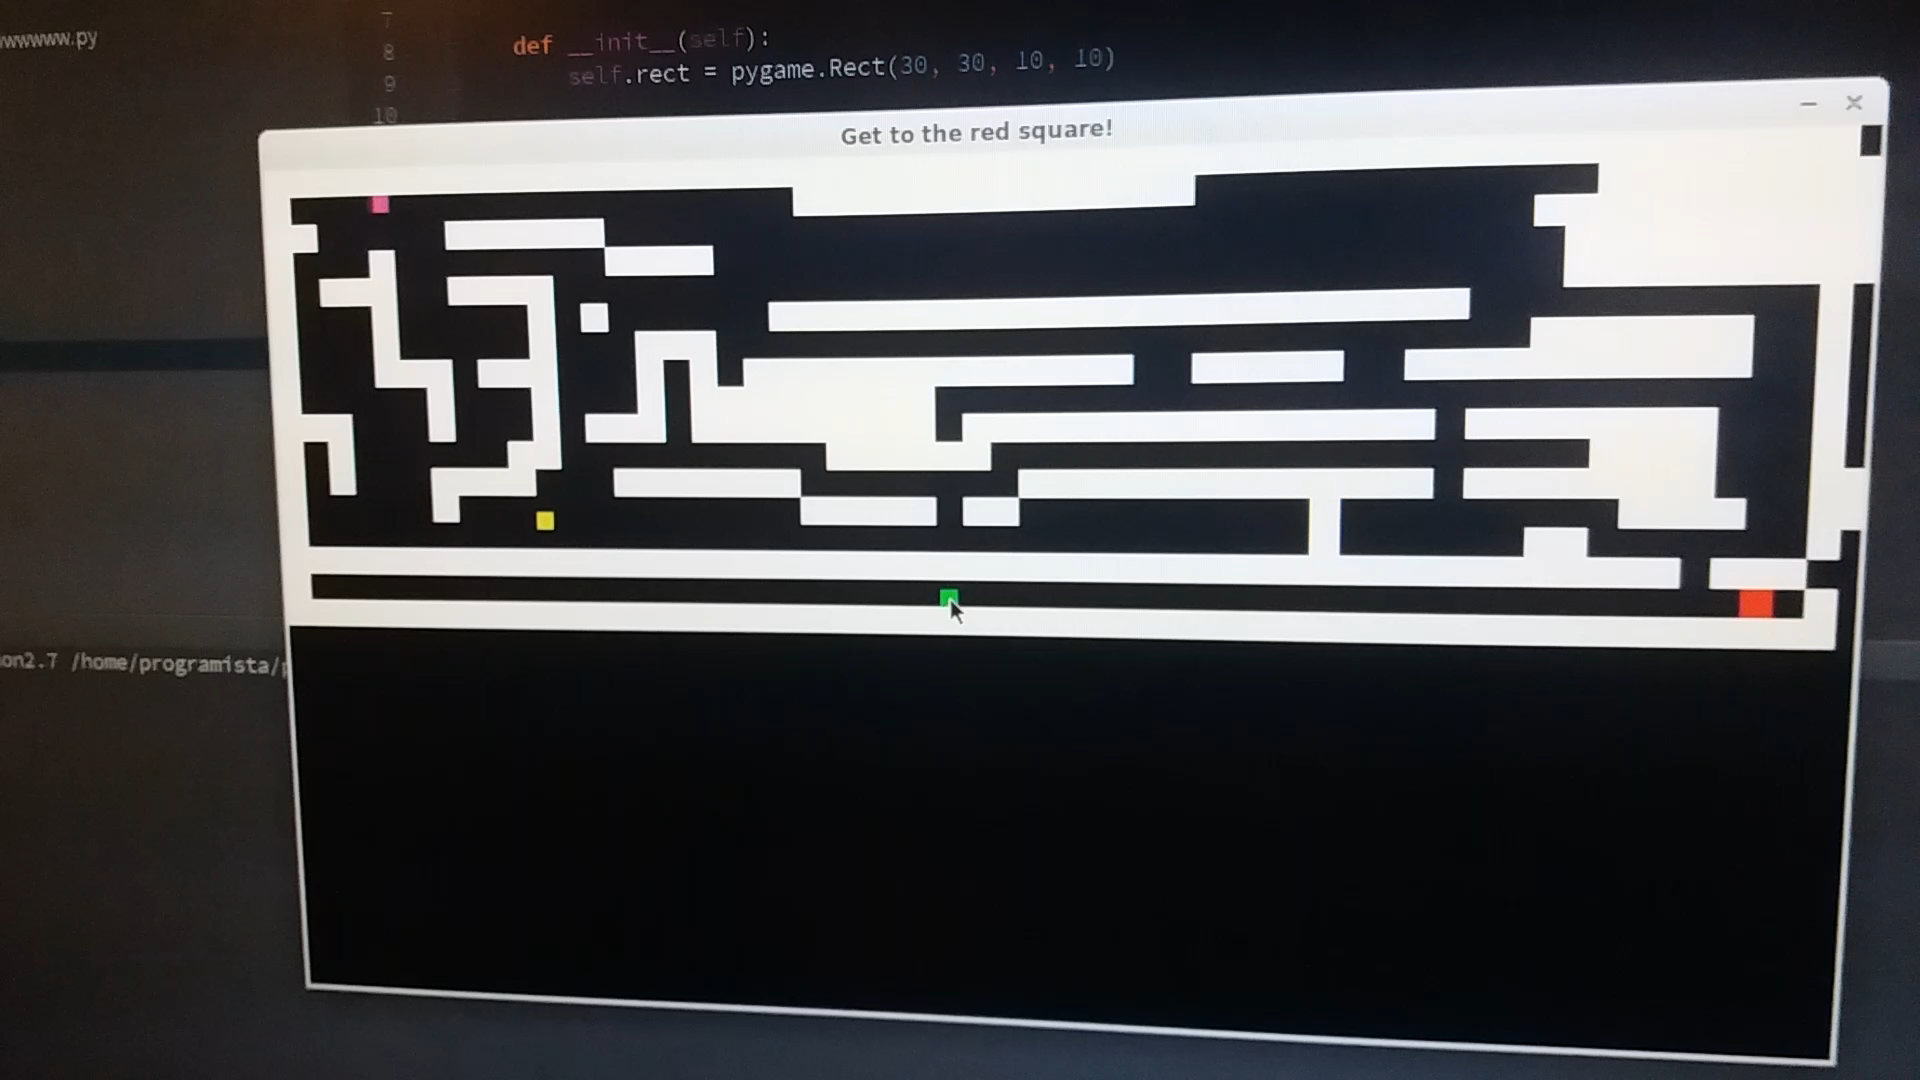 wwwww.py
7
8 def __init__(self):
9 self.rect = pygame.Rect(30, 30, 10, 10)
10
Get to the red square!
on2.7 /home/programista/